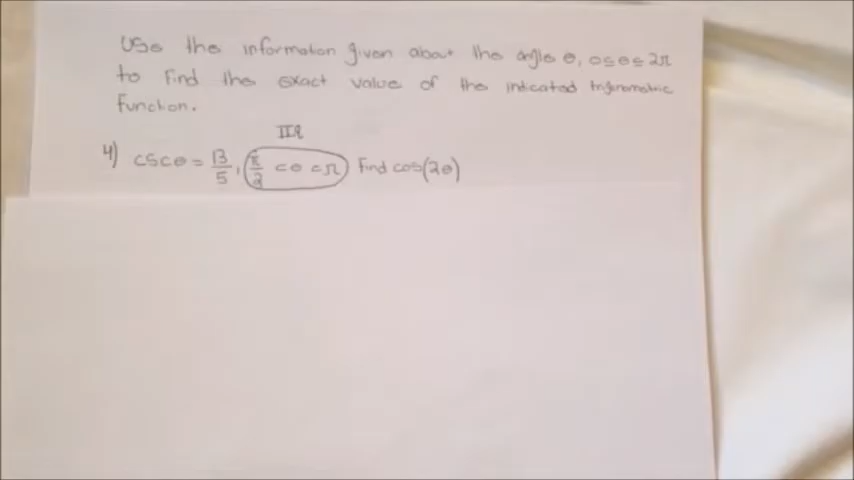 Use the information given about the angle θ, 0≤θ≤2π
to find the exact value of the indicated trigonometric
function.
IIQ
4) cscθ = 13/5, π/2 <θ <π Find cos(2θ)